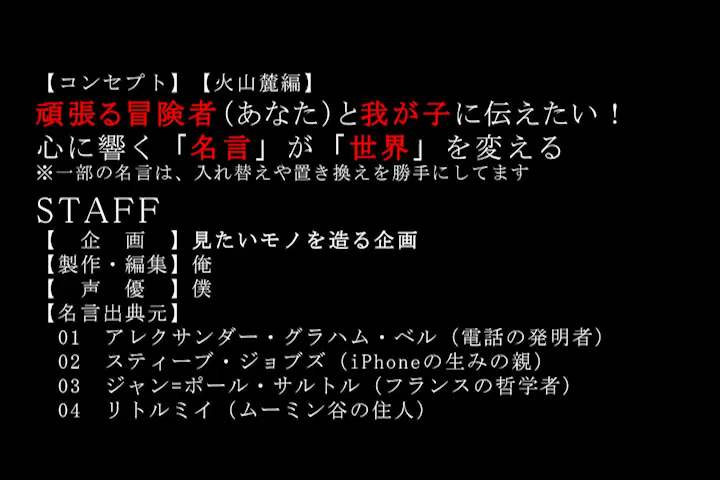 【コンセプト】【火山麓編】
頑張る冒険者(あなた)と我が子に伝えたい！
心に響く「名言」が「世界」を変える
※一部の名言は、入れ替えや置き換えを勝手にしてます
STAFF
【　企　画　】見たいモノを造る企画
【製作・編集】俺
【　声　優　】僕
【名言出典元】
01　アレクサンダー・グラハム・ベル（電話の発明者）
02　スティーブ・ジョブズ（iPhoneの生みの親）
03　ジャン=ポール・サルトル（フランスの哲学者）
04　リトルミイ（ムーミン谷の住人）